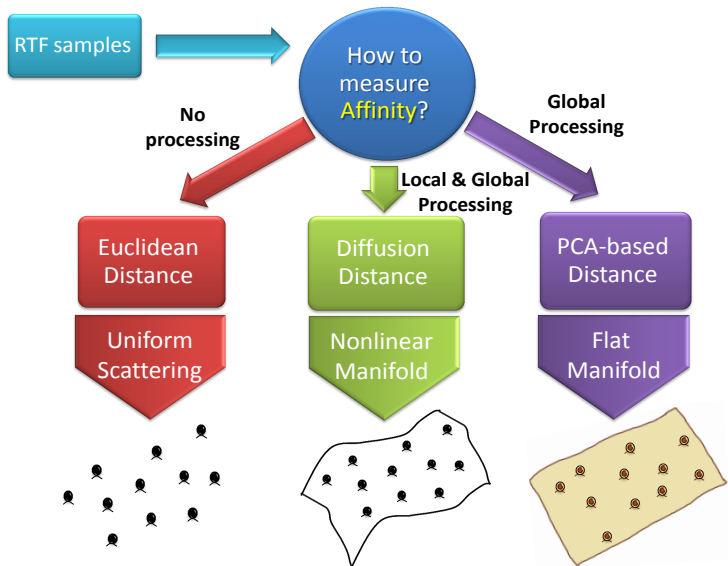 RTF samples
How to
measure
Affinity?
No
processing
Local & Global
Processing
Global
Processing
Euclidean
Distance
Diffusion
Distance
PCA-based
Distance
Uniform
Scattering
Nonlinear
Manifold
Flat
Manifold